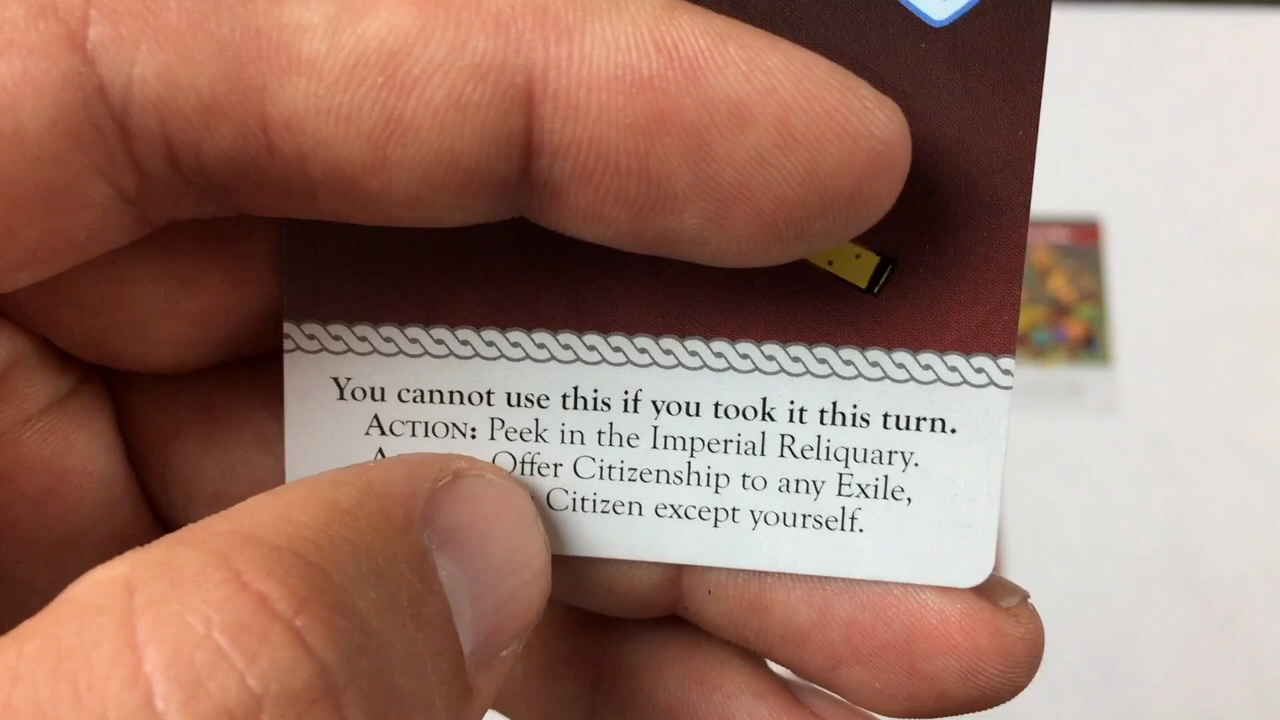 You cannot use this if you took it this turn.
ACTION: Peek in the Imperial Reliquary.
Offer Citizenship to any Exile,
Citizen except yourself.